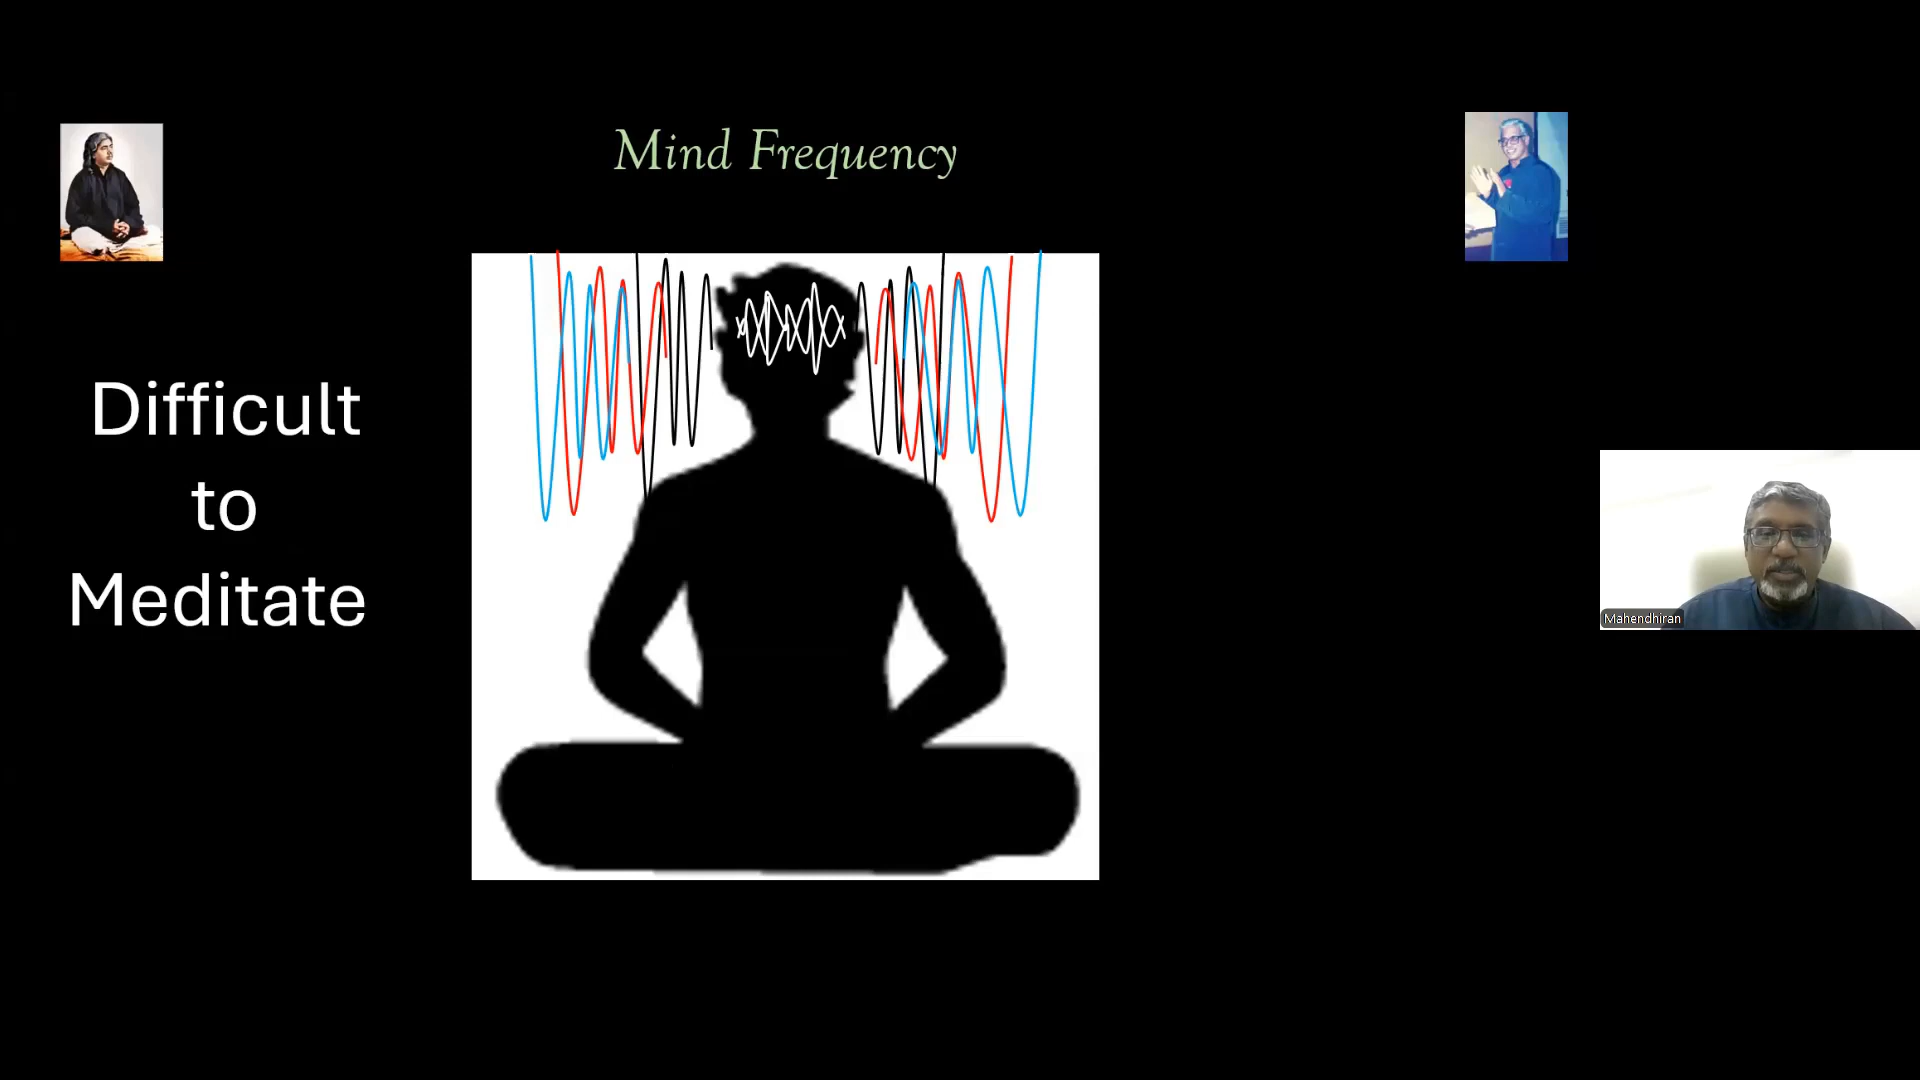 Mind Frequency
Difficult
to
Meditate
Mahendhiran